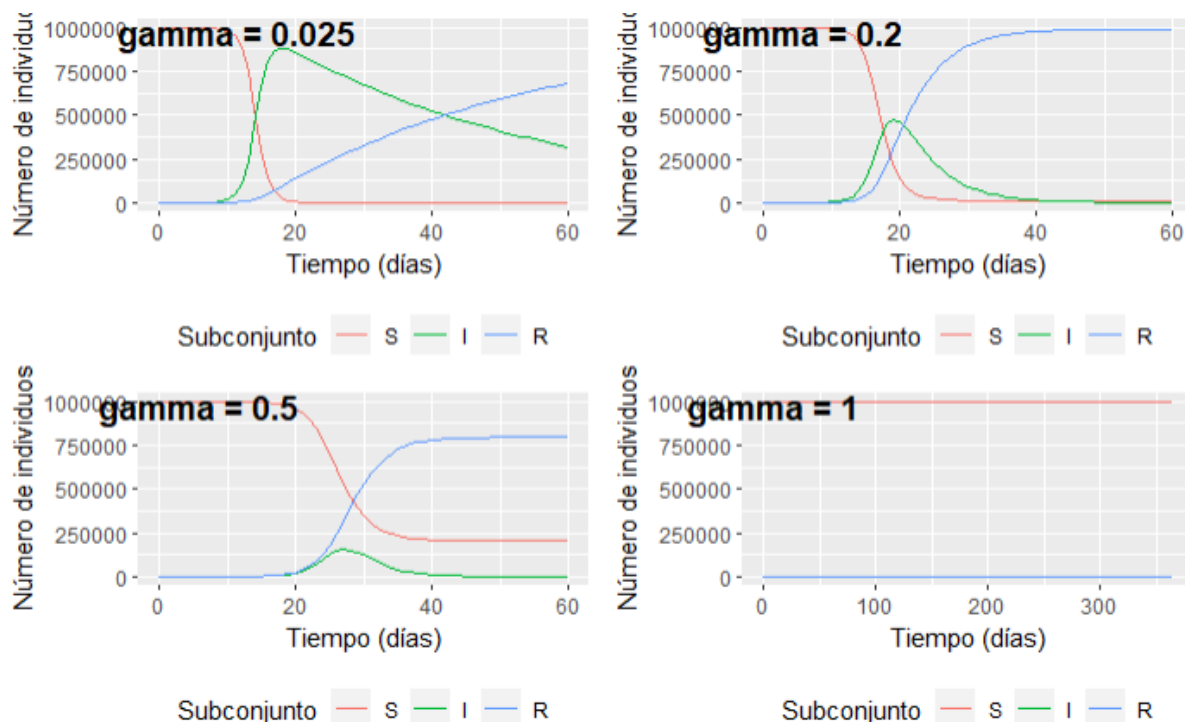 gamma = 0.025
Número de individuo
1000000
750000
500000
250000
0
0 20 40 60
Tiempo (días)
Subconjunto S I R
gamma = 0.2
Número de individuo
1000000
750000
500000
250000
0
0 20 40 60
Tiempo (días)
Subconjunto S I R
gamma = 0.5
Número de individuos
1000000
750000
500000
250000
0
0 20 40 60
Tiempo (días)
Subconjunto S I R
gamma = 1
Número de individuos
1000000
750000
500000
250000
0
0 100 200 300
Tiempo (días)
Subconjunto S I R